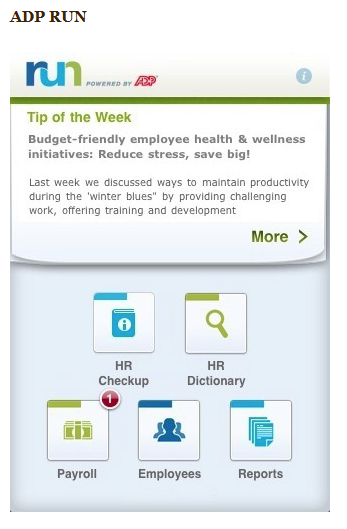 ADP RUN
run POWERED BY ADP i
Tip of the Week
Budget-friendly employee health & wellness
initiatives: Reduce stress, save big!
Last week we discussed ways to maintain productivity
during the 'winter blues" by providing challenging
work, offering training and development
More >
HR
Checkup
HR
Dictionary
1
Payroll
Employees
Reports